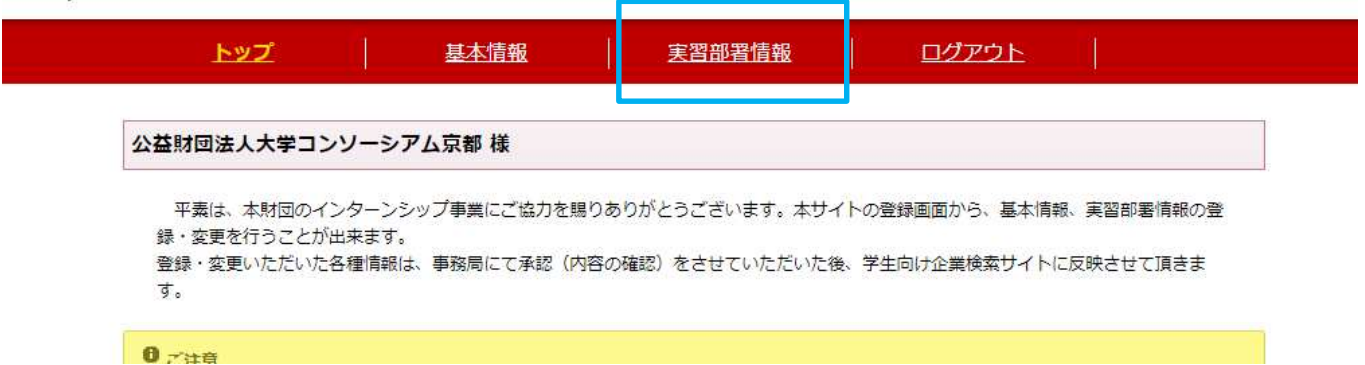 トップ 基本情報 実習部署情報 ログアウト
公益財団法人大学コンソーシアム京都 様
平素は、本財団のインターンシップ事業にご協力を賜りありがとうございます。本サイトの登録画面から、基本情報、実習部署情報の登
録・変更を行うことが出来ます。
登録・変更いただいた各種情報は、事務局にて承認（内容の確認）をさせていただいた後、学生向け企業検索サイトに反映させて頂きま
す。
ご注意